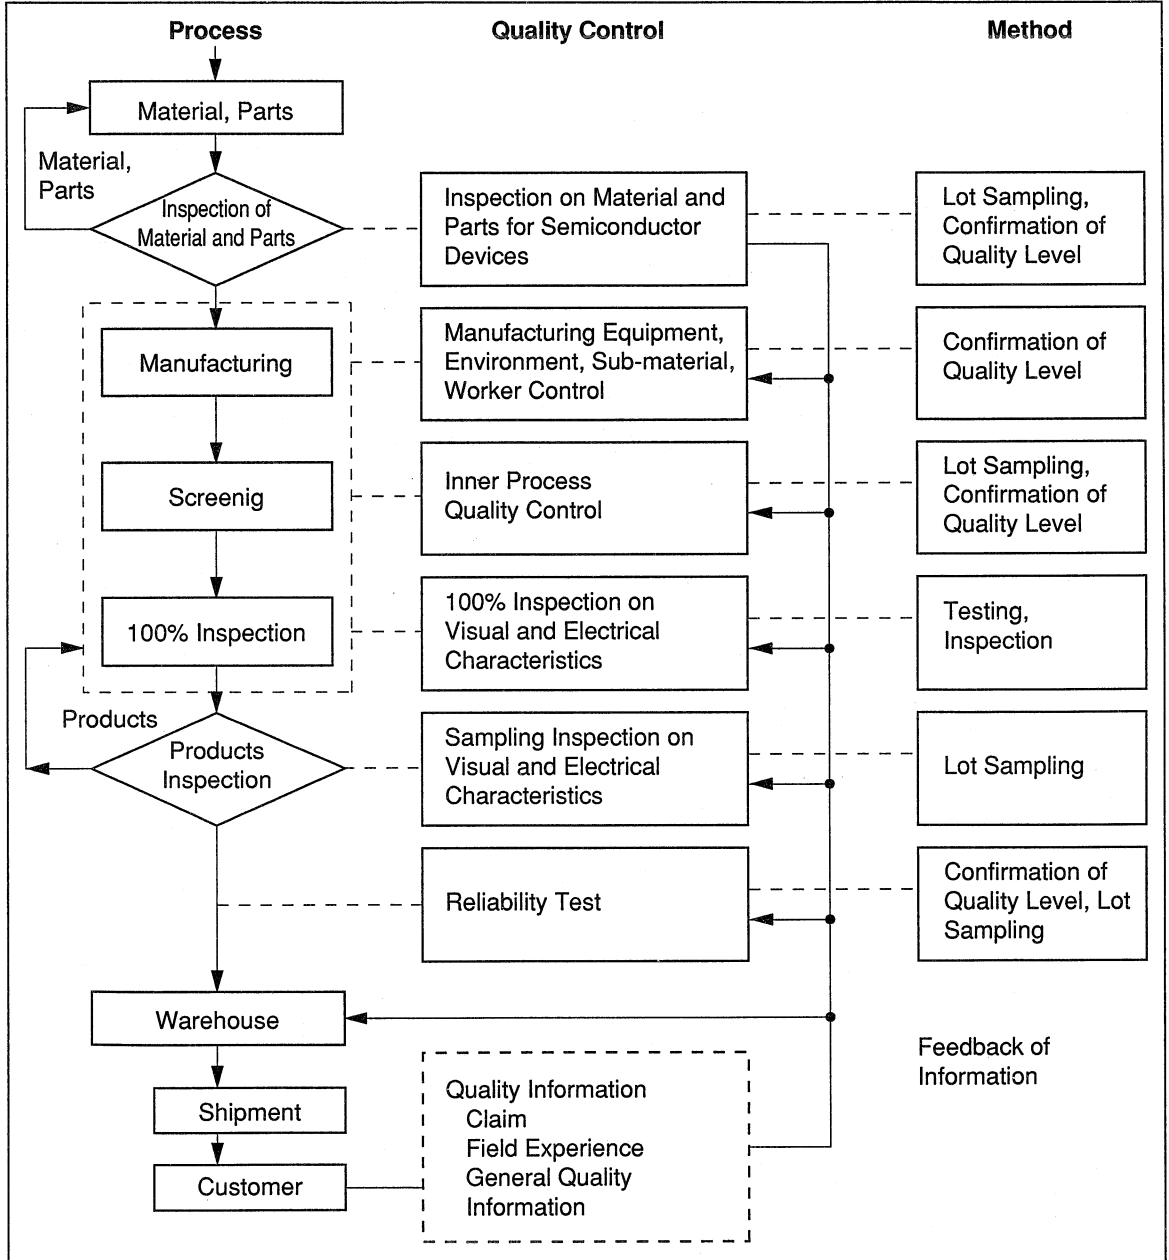 Process
Quality Control
Method
Material, Parts
Material,
Parts
Inspection of
Material and Parts
Inspection on Material and
Parts for Semiconductor
Devices
Lot Sampling,
Confirmation of
Quality Level
Manufacturing
Manufacturing Equipment,
Environment, Sub-material,
Worker Control
Confirmation of
Quality Level
Screenig
Inner Process
Quality Control
Lot Sampling,
Confirmation of
Quality Level
100% Inspection
100% Inspection on
Visual and Electrical
Characteristics
Testing,
Inspection
Products
Products
Inspection
Sampling Inspection on
Visual and Electrical
Characteristics
Lot Sampling
Reliability Test
Confirmation of
Quality Level, Lot
Sampling
Warehouse
Feedback of
Information
Shipment
Quality Information
Claim
Field Experience
General Quality
Information
Customer